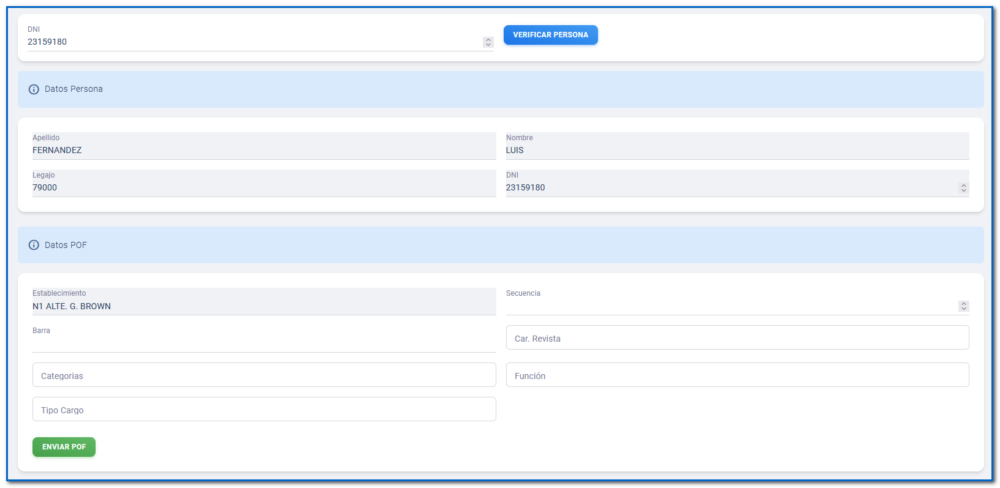 DNI
23159180
VERIFICAR PERSONA
Datos Persona
Apellido
FERNANDEZ
Nombre
LUIS
Legajo
79000
DNI
23159180
Datos POF
Establecimiento
N1 ALTE. G. BROWN
Secuencia
Barra
Car. Revista
Categorias
Función
Tipo Cargo
ENVIAR POF